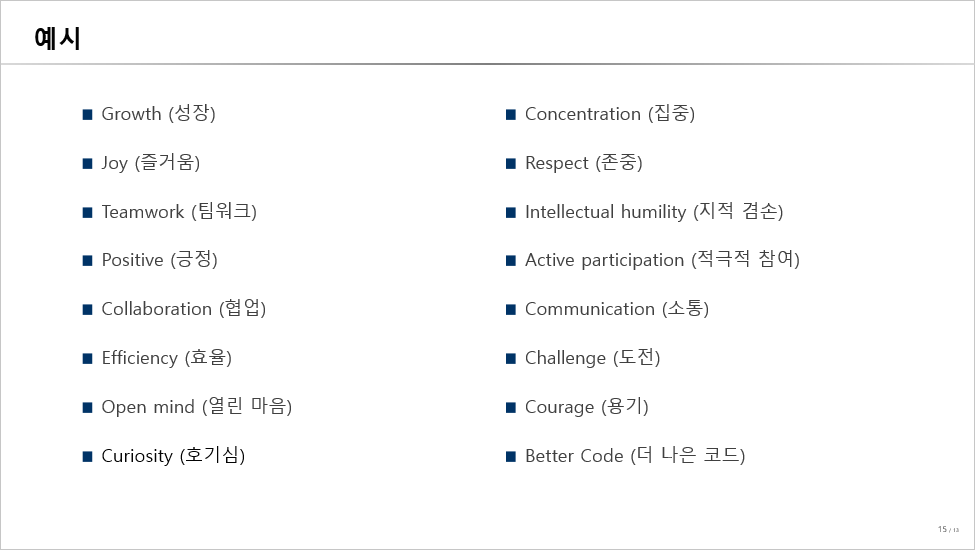 예시
Growth (성장)
Joy (즐거움)
Teamwork (팀워크)
Positive (긍정)
Collaboration (협업)
Efficiency (효율)
Open mind (열린 마음)
Curiosity (호기심)
Concentration (집중)
Respect (존중)
Intellectual humility (지적 겸손)
Active participation (적극적 참여)
Communication (소통)
Challenge (도전)
Courage (용기)
Better Code (더 나은 코드)
15 /